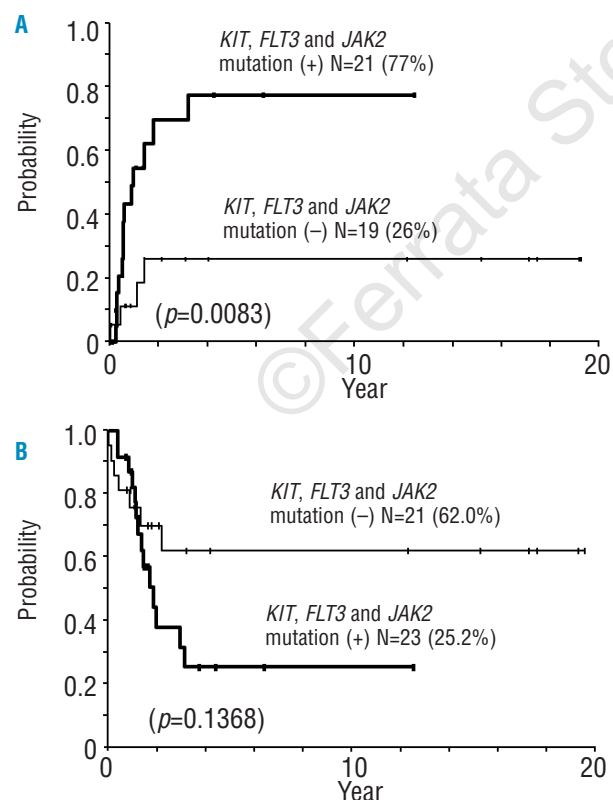 A
1.0
0.8
0.6
0.4
0.2
0
Probability
KIT, FLT3 and JAK2
mutation (+) N=21 (77%)
KIT, FLT3 and JAK2
mutation (–) N=19 (26%)
(p=0.0083)
0
10
20
Year
©Ferrata Sto
B
1.0
0.8
0.6
0.4
0.2
0
Probability
KIT, FLT3 and JAK2
mutation (–) N=21 (62.0%)
KIT, FLT3 and JAK2
mutation (+) N=23 (25.2%)
(p=0.1368)
0
10
20
Year